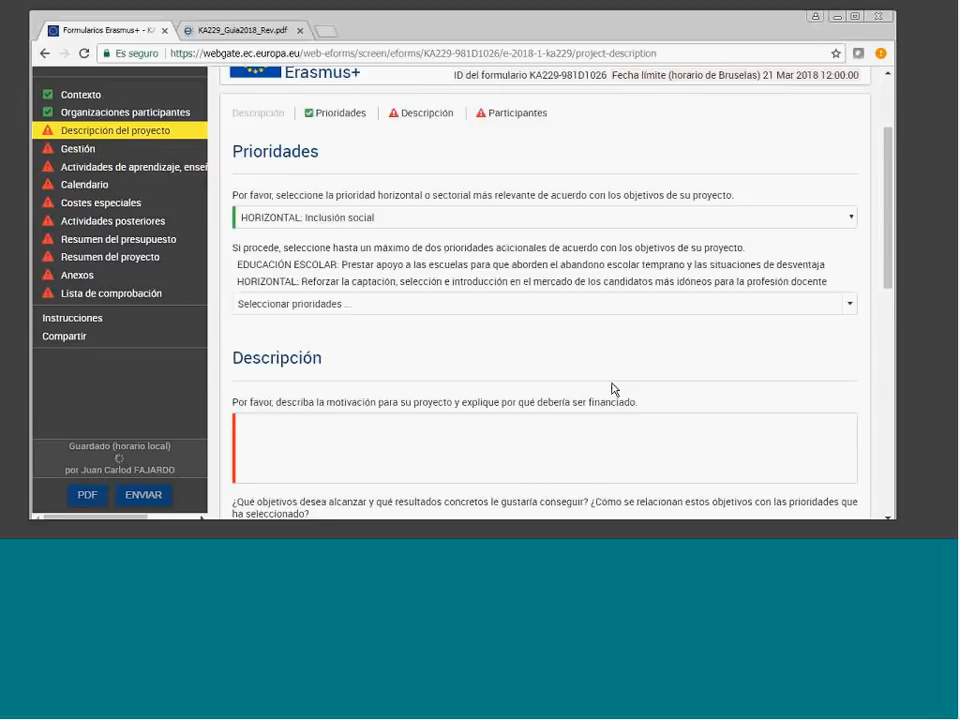 Formularios Erasmus+ - K
KA229_Guia2018_Rev.pdf
Es seguro https://webgate.ec.europa.eu/web-eforms/screen/eforms/KA229-981D1026/e-2018-1-ka229/project-description
Erasmus+
ID del formulario KA229-981D1026 Fecha límite (horario de Bruselas) 21 Mar 2018 12:00.00
Contexto
Organizaciones participantes
Descripción del proyecto
Gestión
Actividades de aprendizaje, enseñ
Calendario
Costes especiales
Actividades posteriores
Resumen del presupuesto
Resumen del proyecto
Anexos
Lista de comprobación
Instrucciones
Compartir
Guardado (horario local)
por Juan Carlod FAJARDO
PDF ENVIAR
Descripción Prioridades Descripción Participantes
Prioridades
Por favor, seleccione la prioridad horizontal o sectorial más relevante de acuerdo con los objetivos de su proyecto.
HORIZONTAL: Inclusión social
Si procede, seleccione hasta un máximo de dos prioridades adicionales de acuerdo con los objetivos de su proyecto.
EDUCACIÓN ESCOLAR: Prestar apoyo a las escuelas para que aborden el abandono escolar temprano y las situaciones de desventaja
HORIZONTAL: Reforzar la captación, selección e introducción en el mercado de los candidatos más idóneos para la profesión docente
Seleccionar prioridades ...
Descripción
Por favor, describa la motivación para su proyecto y explique por qué debería ser financiado.
¿Qué objetivos desea alcanzar y qué resultados concretos le gustaría conseguir? ¿Cómo se relacionan estos objetivos con las prioridades que
ha seleccionado?